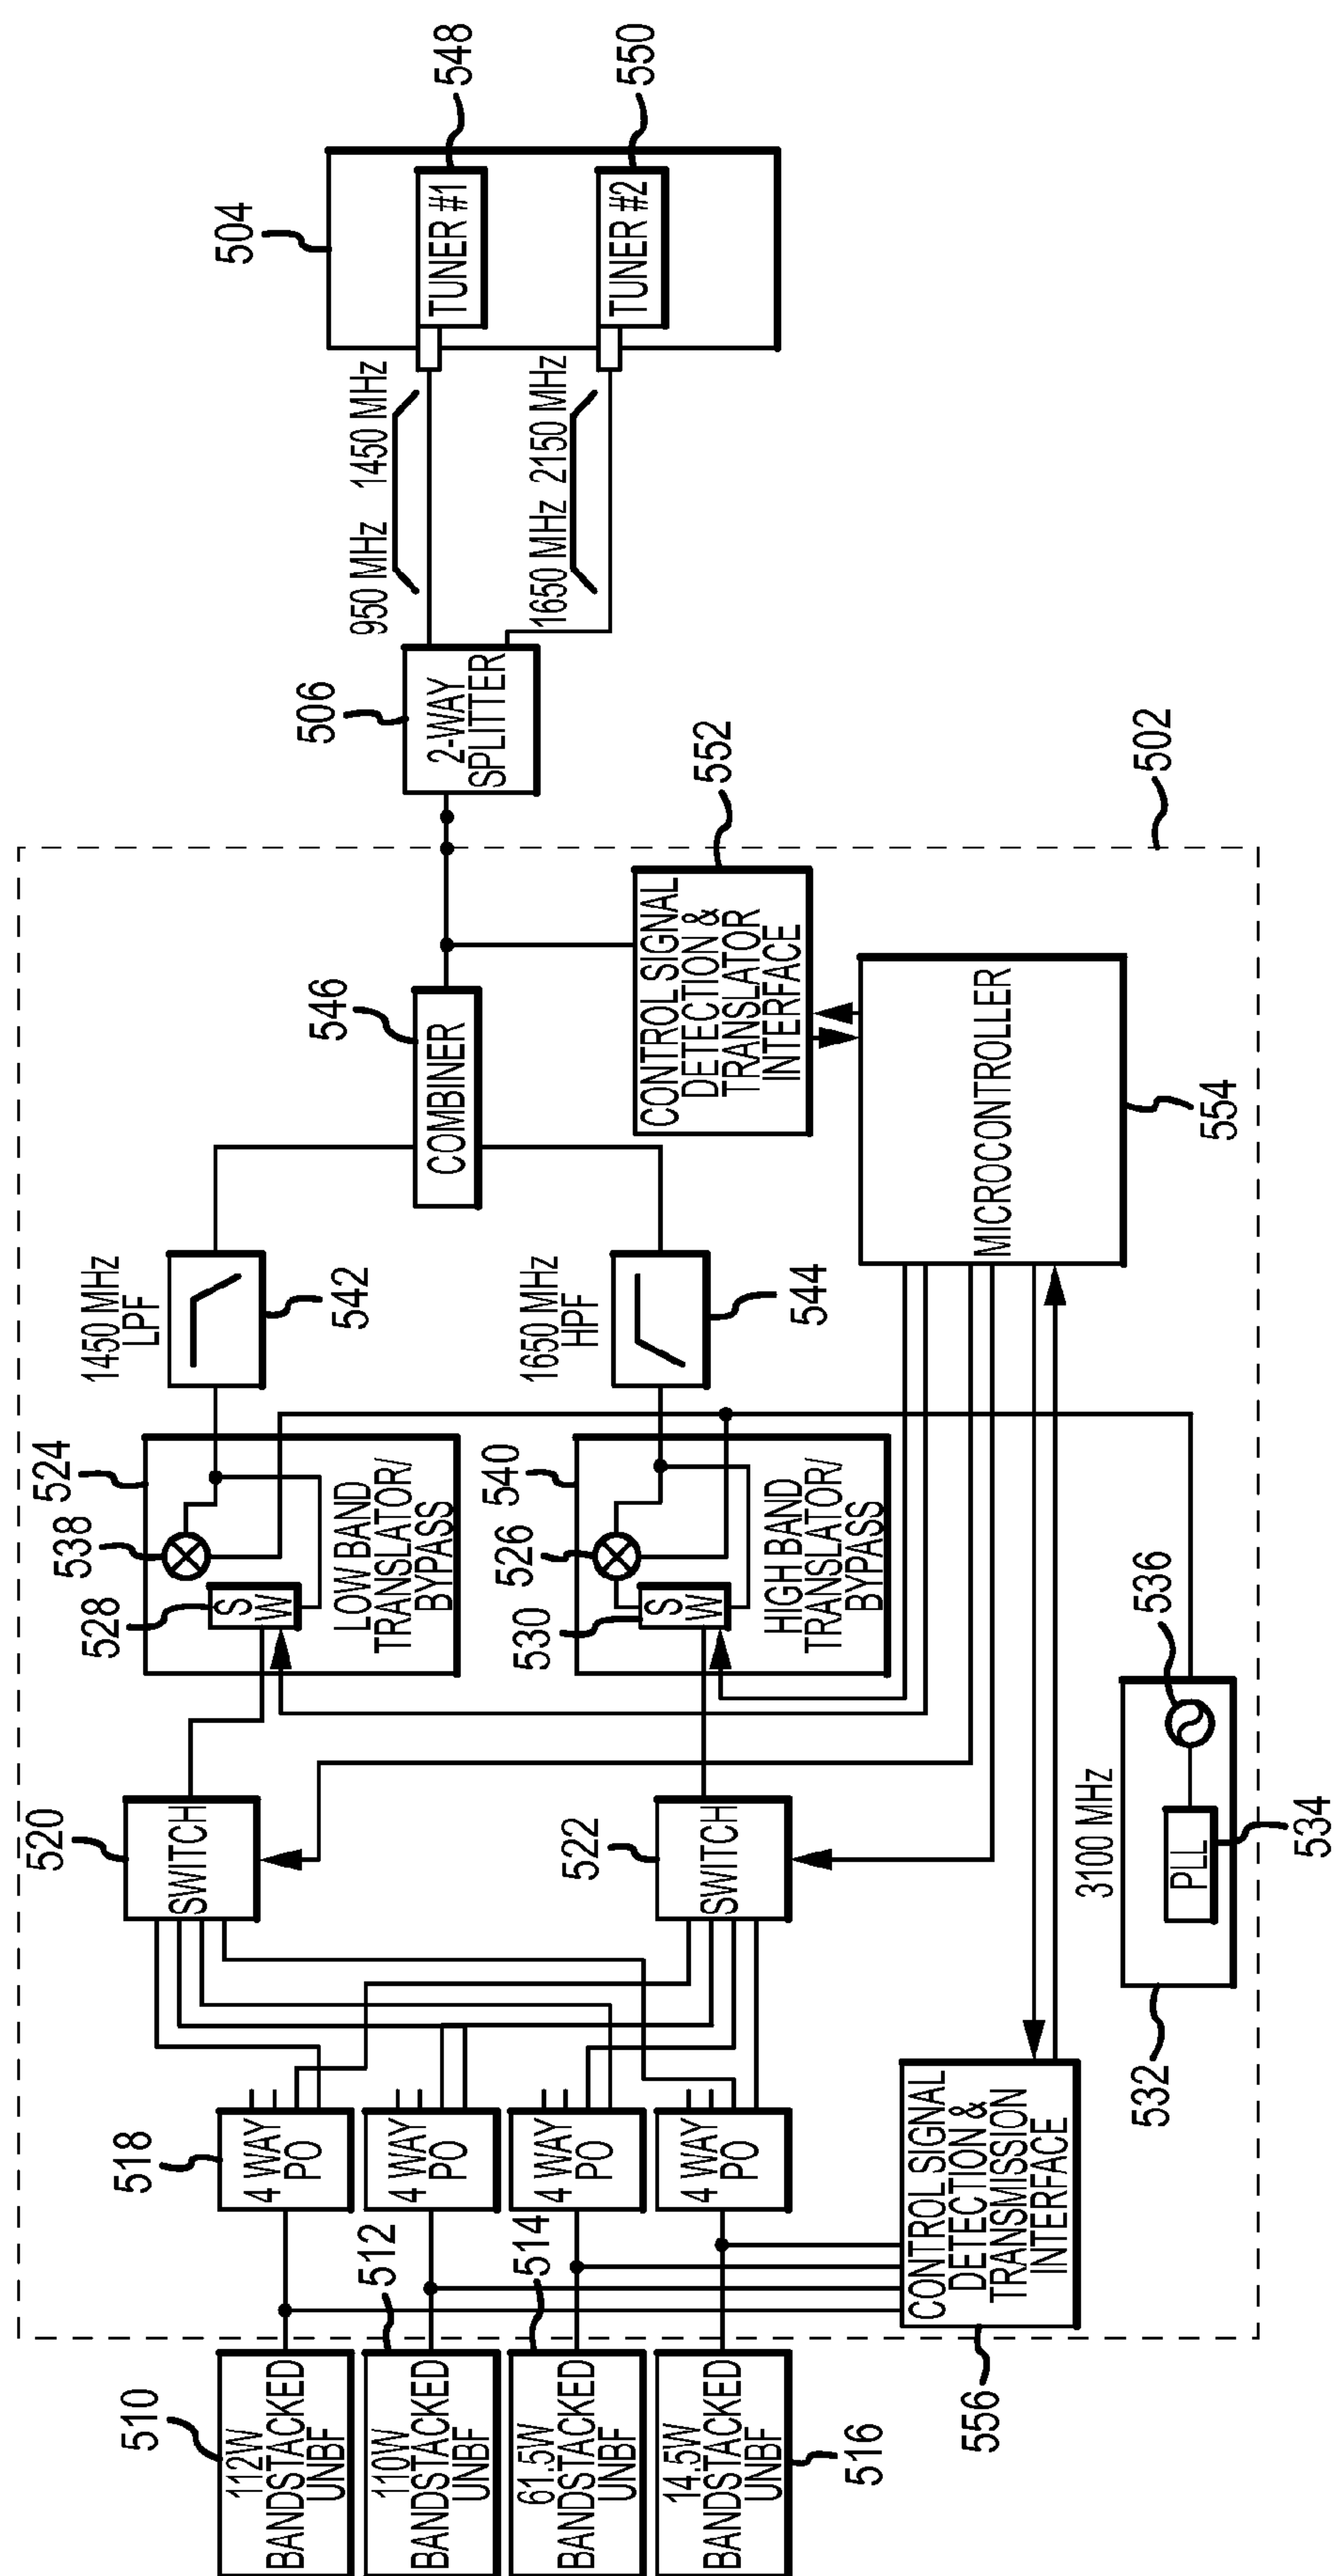 510
112W
BANDSTACKED
UNBF
512
110W
BANDSTACKED
UNBF
514
61.5W
BANDSTACKED
UNBF
14.5W
BANDSTACKED
UNBF
516
518
4 WAY
PO
4 WAY
PO
4 WAY
PO
4 WAY
PO
CONTROL SIGNAL
DETECTION &
TRANSMISSION
INTERFACE
556
520
SWITCH
522
SWITCH
3100 MHz
PLL
532
534
536
524
538
528
S
W
LOW BAND
TRANSLATOR/
BYPASS
540
526
530
S
W
HIGH BAND
TRANSLATOR/
BYPASS
1450 MHz
LPF
542
1650 MHz
HPF
544
546
COMBINER
CONTROL SIGNAL
DETECTION &
TRANSLATOR
INTERFACE
552
MICROCONTROLLER
554
502
506
2-WAY
SPLITTER
950 MHz 1450 MHz
1650 MHz 2150 MHz
504
TUNER #1
548
TUNER #2
550